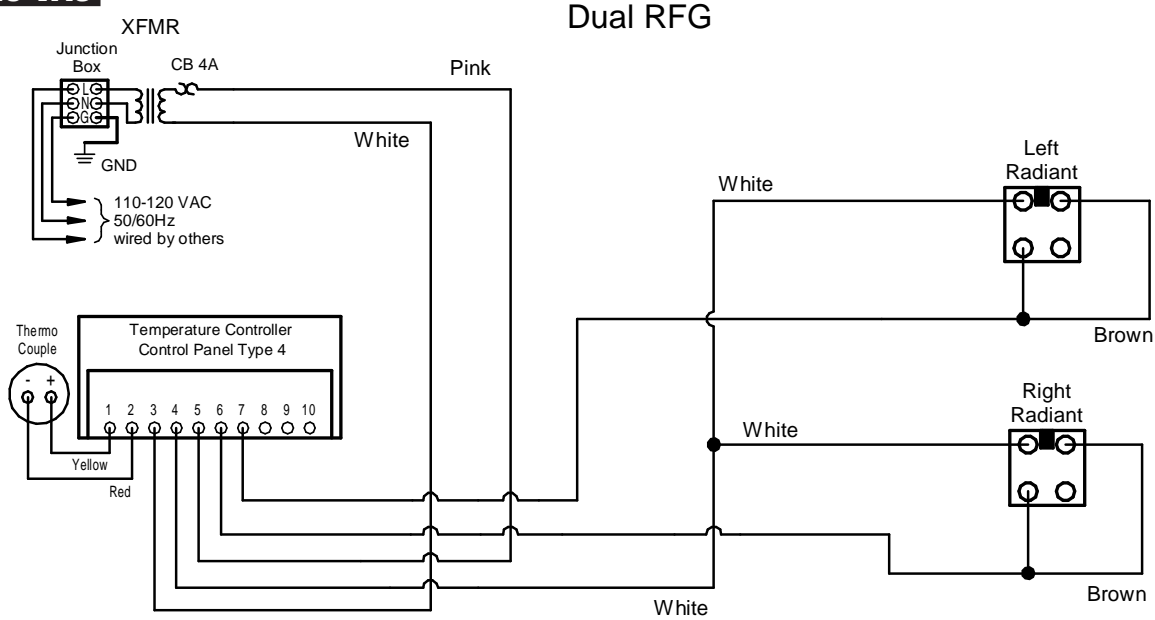 Dual RFG
XFMR
Junction
Box
CB 4A
Pink
L
N
G
White
GND
110-120 VAC
50/60Hz
wired by others
Left
Radiant
White
Brown
Thermo
Couple
- +
Temperature Controller
Control Panel Type 4
1 2 3 4 5 6 7 8 9 10
Yellow
Red
Right
Radiant
White
Brown
White